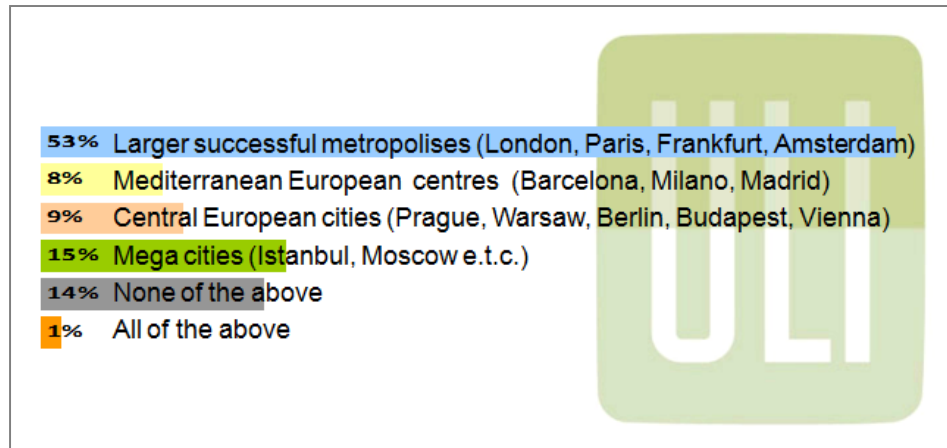 53% Larger successful metropolises (London, Paris, Frankfurt, Amsterdam)
8% Mediterranean European centres (Barcelona, Milano, Madrid)
9% Central European cities (Prague, Warsaw, Berlin, Budapest, Vienna)
15% Mega cities (Istanbul, Moscow e.t.c.)
14% None of the above
1% All of the above
ULI